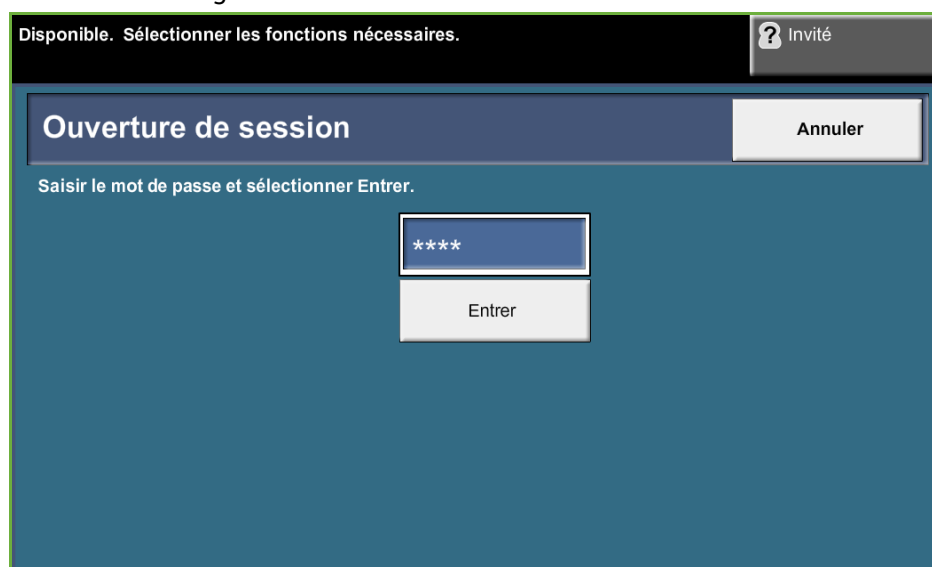 Disponible. Sélectionner les fonctions nécessaires.
? Invité
Ouverture de session
Annuler
Saisir le mot de passe et sélectionner Entrer.
****
Entrer